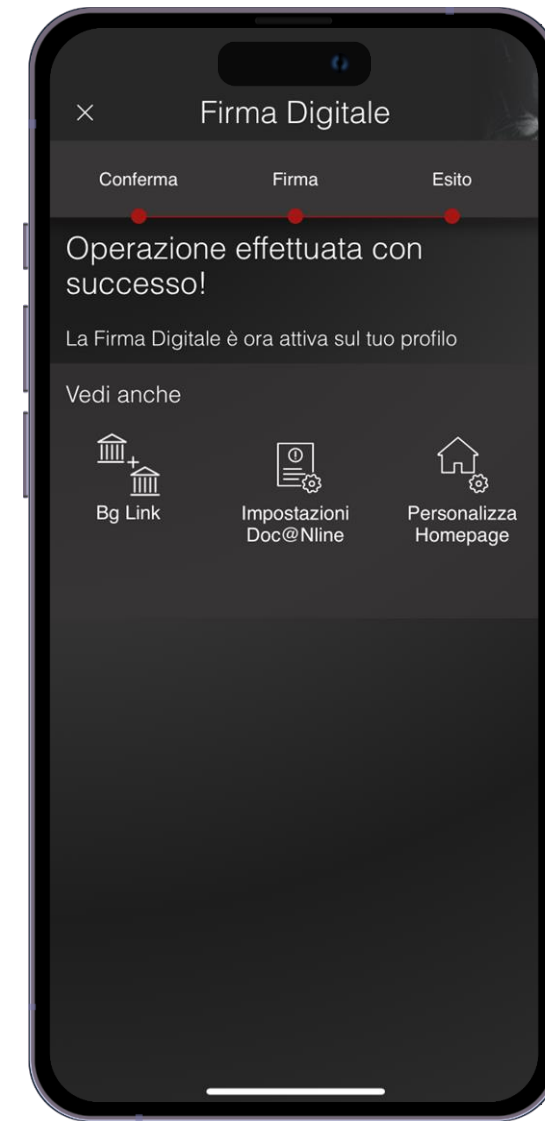 Firma Digitale
Conferma Firma Esito
Operazione effettuata con
successo!
La Firma Digitale è ora attiva sul tuo profilo
Vedi anche
Bg Link
Impostazioni
Doc@Nline
Personalizza
Homepage